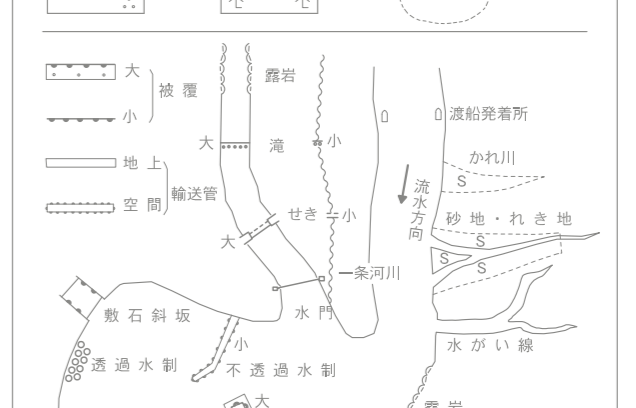 大
被覆
小
地上
輸送管
空間
露岩
大
滝
小
渡船発着所
かれ川
S
流水方向
せき
小
砂地・れき地
大
S
S
S
一条河川
敷石斜坂
水門
透過水制
小
不透過水制
水がい線
大
露岩